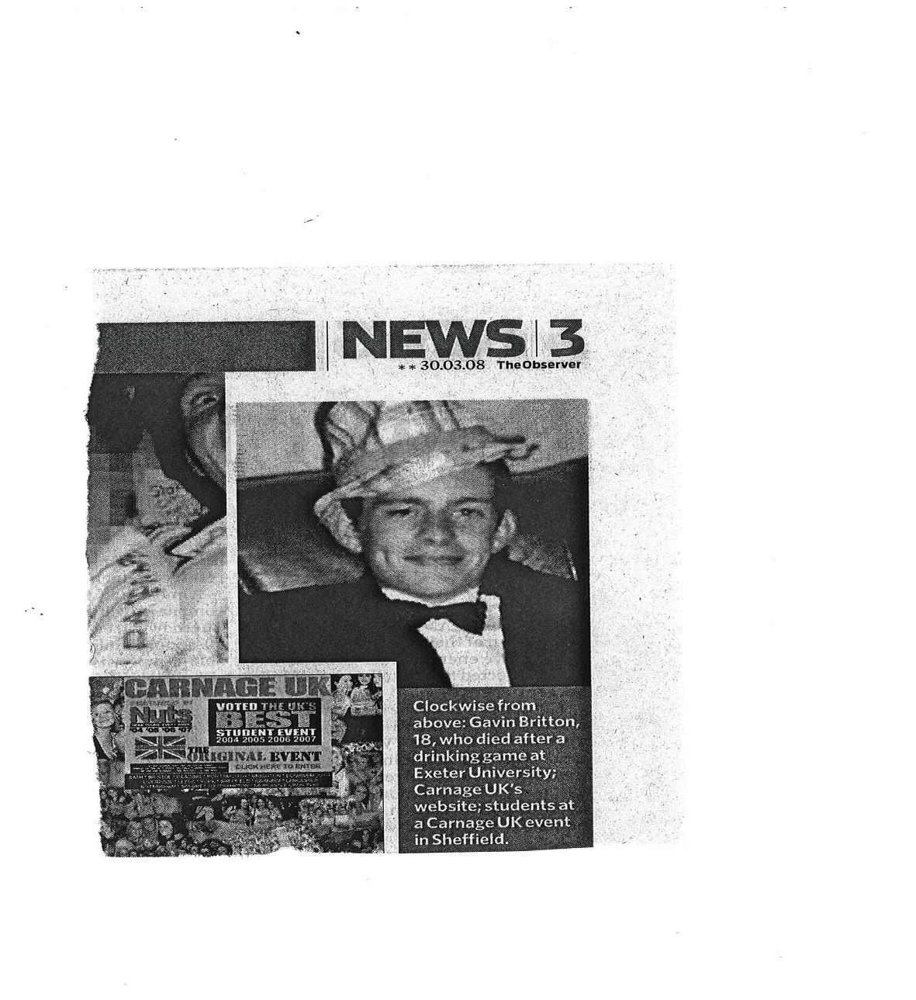 NEWS | 3
** 30.03.08 The Observer
CARNAGE UK
Nuts
'04 '05 '06 '07
VOTED THE UK'S
BEST
STUDENT EVENT
2004 2005 2006 2007
THE
ORIGINAL EVENT
CLICK HERE TO ENTER
Clockwise from
above: Gavin Britton,
18, who died after a
drinking game at
Exeter University;
Carnage UK's
website; students at
a Carnage UK event
in Sheffield.